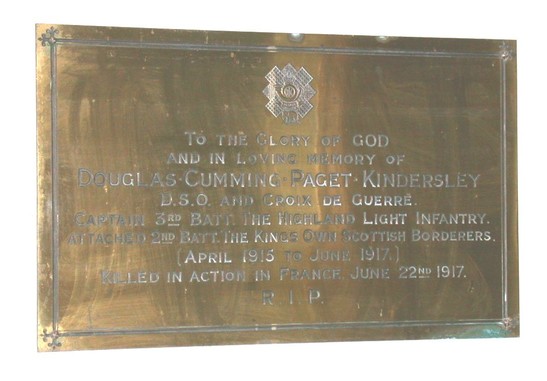 TO THE GLORY OF GOD
AND IN LOVING MEMORY OF
DOUGLAS·CUMMING·PAGET·KINDERSLEY
D.S.O. AND CROIX DE GUERRE.
CAPTAIN 3RD BATT. THE HIGHLAND LIGHT INFANTRY.
ATTACHED 2ND BATT. THE KINGS OWN SCOTTISH BORDERERS.
(APRIL 1915 TO JUNE 1917.)
KILLED IN ACTION IN FRANCE, JUNE 22ND 1917.
R.I.P.